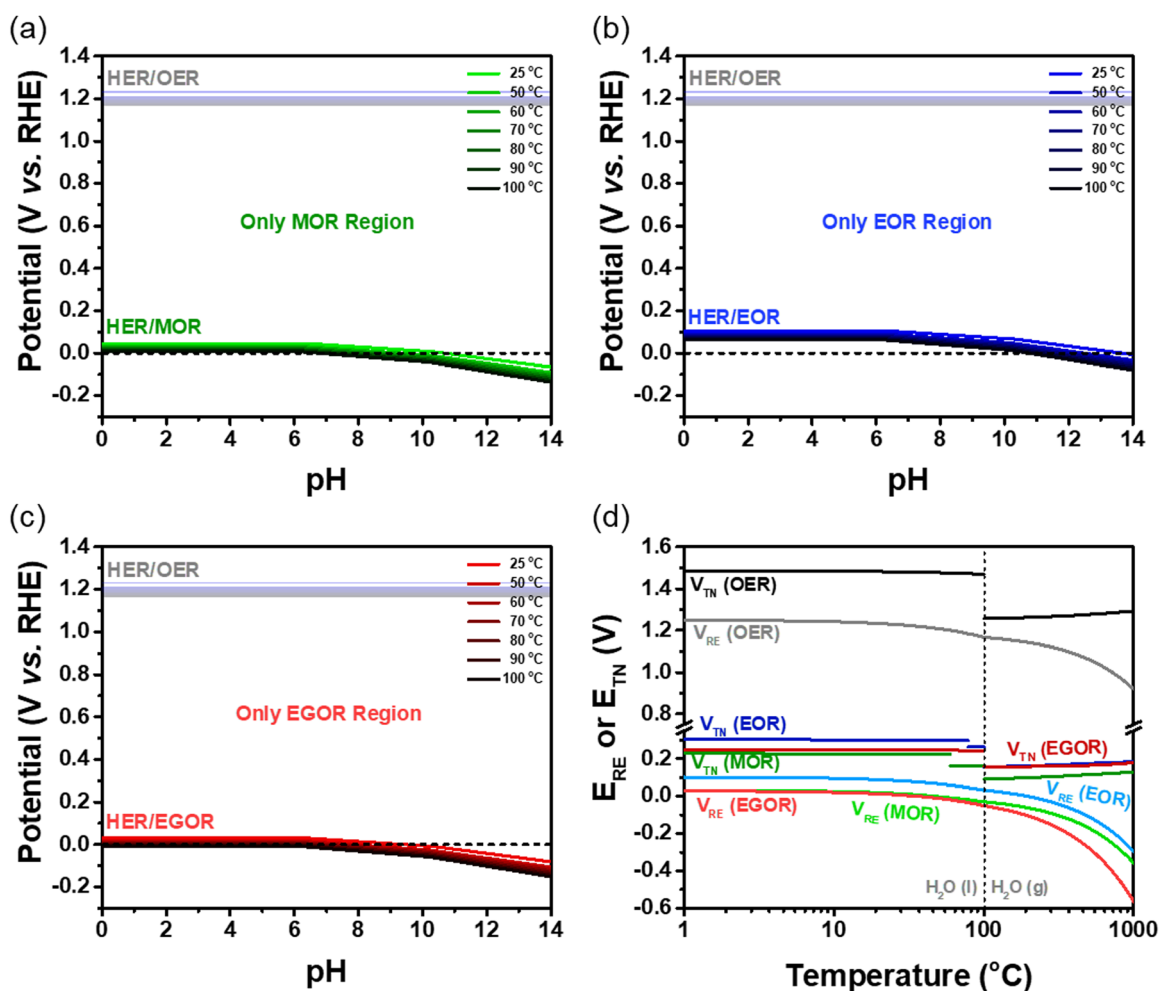 (a)
1.4
1.2
1.0
0.8
0.6
0.4
0.2
0.0
-0.2
Potential (V vs. RHE)
HER/OER
25 °C
50 °C
60 °C
70 °C
80 °C
90 °C
100 °C
Only MOR Region
HER/MOR
0 2 4 6 8 10 12 14
pH
(b)
1.4
1.2
1.0
0.8
0.6
0.4
0.2
0.0
-0.2
Potential (V vs. RHE)
HER/OER
25 °C
50 °C
60 °C
70 °C
80 °C
90 °C
100 °C
Only EOR Region
HER/EOR
0 2 4 6 8 10 12 14
pH
(c)
1.4
1.2
1.0
0.8
0.6
0.4
0.2
0.0
-0.2
Potential (V vs. RHE)
HER/OER
25 °C
50 °C
60 °C
70 °C
80 °C
90 °C
100 °C
Only EGOR Region
HER/EGOR
0 2 4 6 8 10 12 14
pH
(d)
1.6
1.4
1.2
1.0
0.8
0.2
0.0
-0.2
-0.4
-0.6
E_RE or E_TN (V)
V_TN (OER)
V_RE (OER)
V_TN (EOR)
V_TN (EGOR)
V_TN (MOR)
V_RE (EOR)
V_RE (EGOR)
V_RE (MOR)
H₂O (l) H₂O (g)
1 10 100 1000
Temperature (°C)